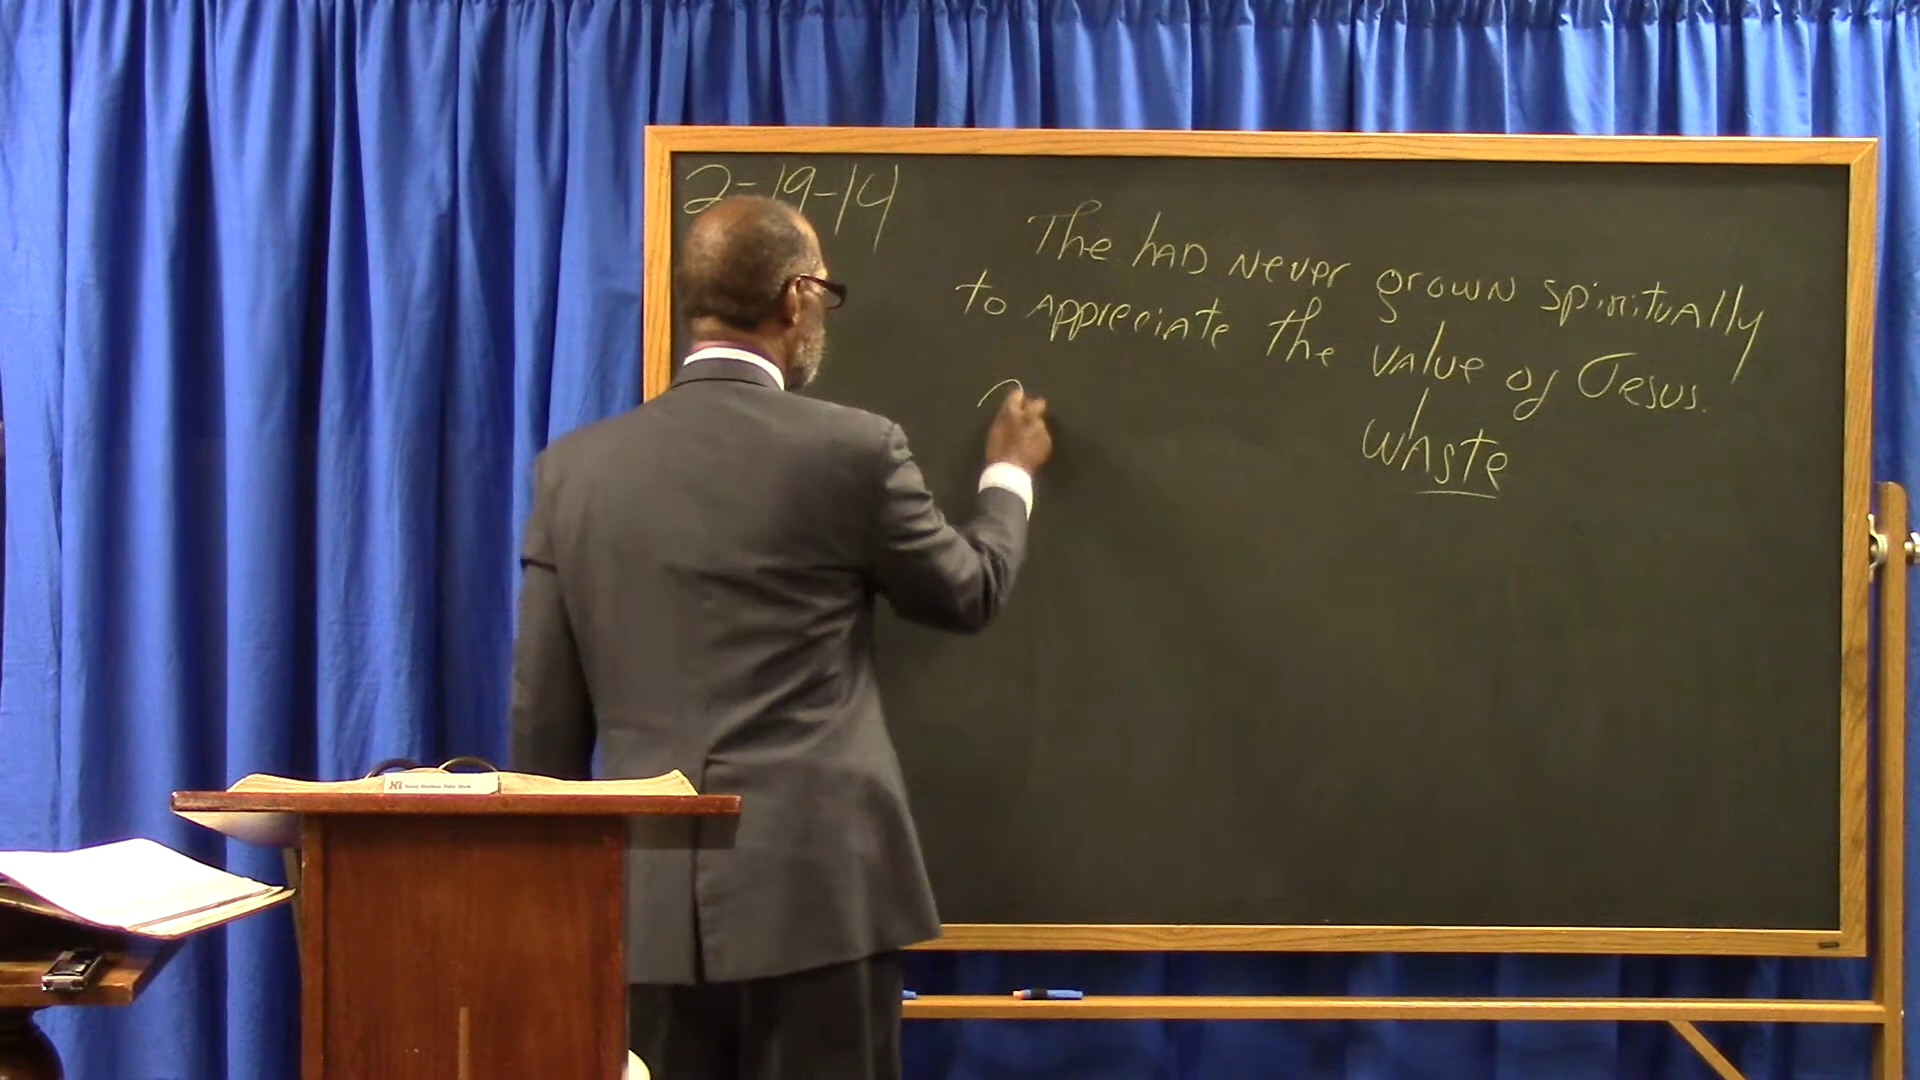 2-19-14
The had never grown spiritually
to appreciate the value of Jesus.
waste